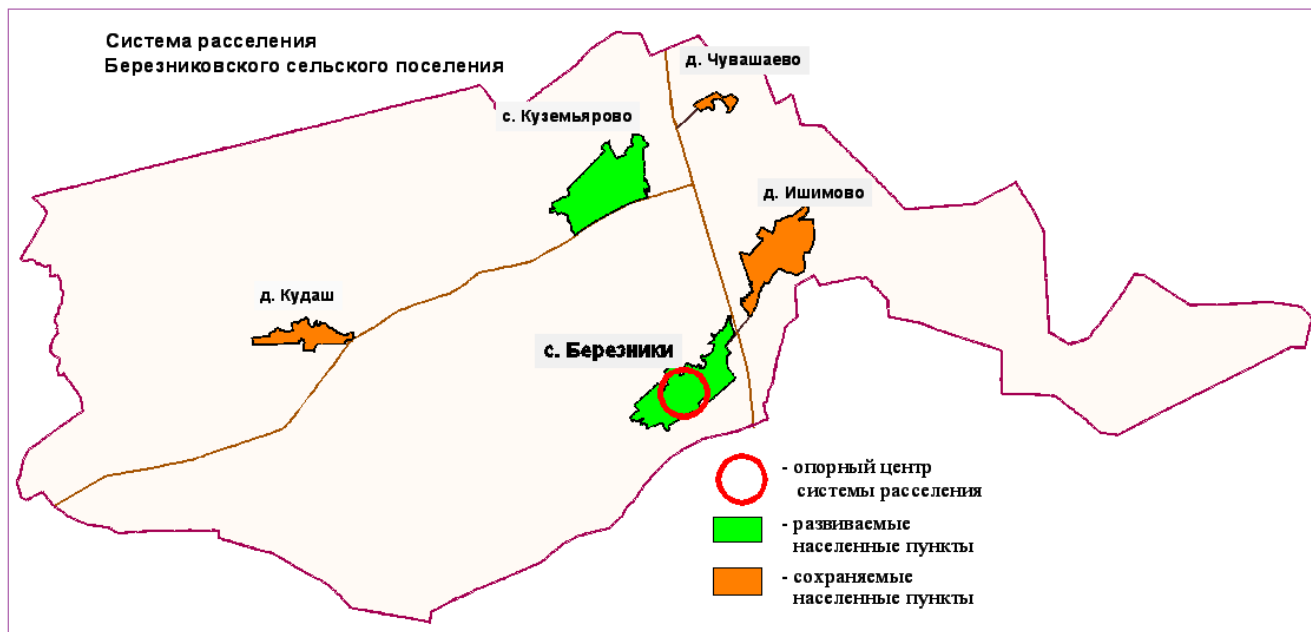 Система расселения
Березниковского сельского поселения
д. Чувашаево
с. Куземьярово
д. Ишимово
д. Кудаш
с. Березники
- опорный центр
системы расселения
- развиваемые
населенные пункты
- сохраняемые
населенные пункты